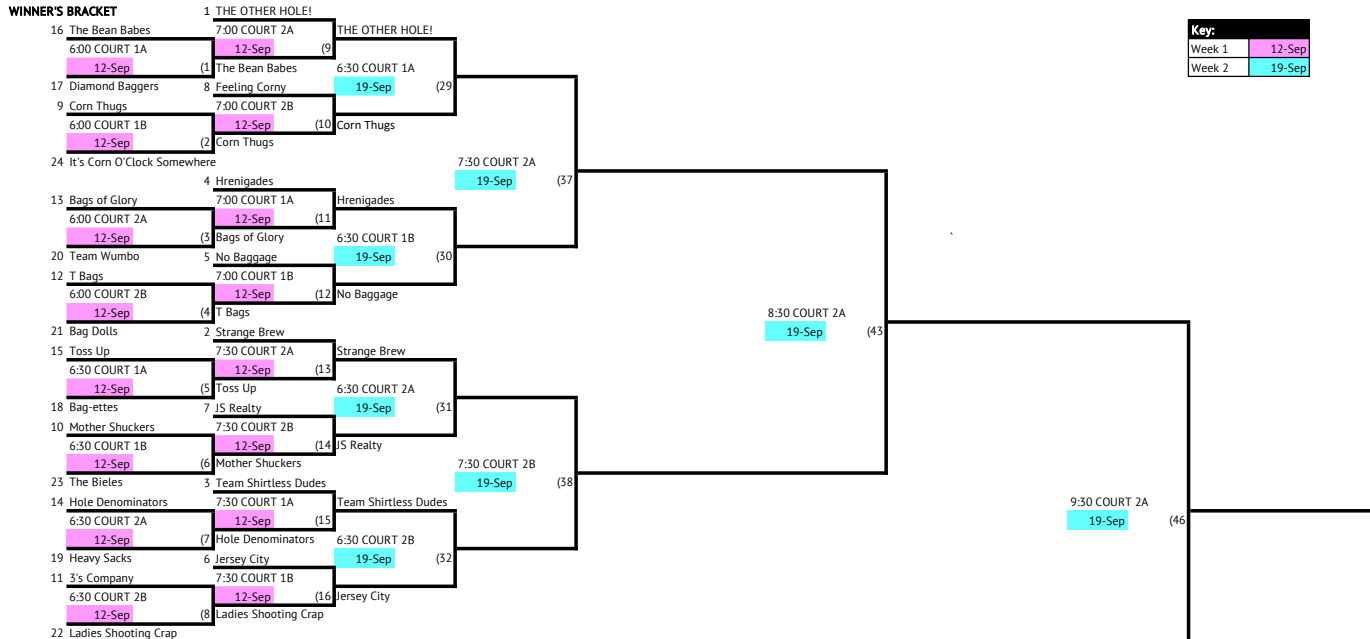 WINNER'S BRACKET
1 THE OTHER HOLE!
16 The Bean Babes
7:00 COURT 2A
THE OTHER HOLE!
Key:
6:00 COURT 1A
12-Sep
(9
Week 1
12-Sep
12-Sep
(1
The Bean Babes
6:30 COURT 1A
Week 2
19-Sep
17 Diamond Baggers
8 Feeling Corny
19-Sep
(29
9 Corn Thugs
7:00 COURT 2B
6:00 COURT 1B
12-Sep
(10
Corn Thugs
12-Sep
(2
Corn Thugs
24 It's Corn O'Clock Somewhere
7:30 COURT 2A
4 Hrenigades
19-Sep
(37
13 Bags of Glory
7:00 COURT 1A
Hrenigades
6:00 COURT 2A
12-Sep
(11
12-Sep
(3
Bags of Glory
6:30 COURT 1B
20 Team Wumbo
5 No Baggage
19-Sep
(30
12 T Bags
7:00 COURT 1B
6:00 COURT 2B
12-Sep
(12
No Baggage
12-Sep
(4
T Bags
8:30 COURT 2A
21 Bag Dolls
2 Strange Brew
19-Sep
(43
15 Toss Up
7:30 COURT 2A
Strange Brew
6:30 COURT 1A
12-Sep
(13
12-Sep
(5
Toss Up
6:30 COURT 2A
18 Bag-ettes
7 JS Realty
19-Sep
(31
10 Mother Shuckers
7:30 COURT 2B
6:30 COURT 1B
12-Sep
(14
JS Realty
12-Sep
(6
Mother Shuckers
7:30 COURT 2B
23 The Bieles
3 Team Shirtless Dudes
19-Sep
(38
14 Hole Denominators
7:30 COURT 1A
Team Shirtless Dudes
9:30 COURT 2A
6:30 COURT 2A
12-Sep
(15
19-Sep
(46
12-Sep
(7
Hole Denominators
6:30 COURT 2B
19 Heavy Sacks
6 Jersey City
19-Sep
(32
11 3's Company
7:30 COURT 1B
6:30 COURT 2B
12-Sep
(16
Jersey City
12-Sep
(8
Ladies Shooting Crap
22 Ladies Shooting Crap